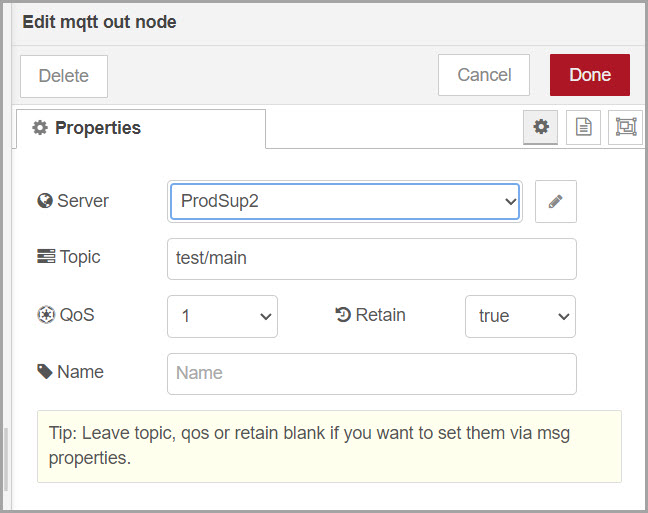 Edit mqtt out node
Delete
Cancel
Done
Properties
Server
ProdSup2
Topic
test/main
QoS
1
Retain
true
Name
Name
Tip: Leave topic, qos or retain blank if you want to set them via msg
properties.